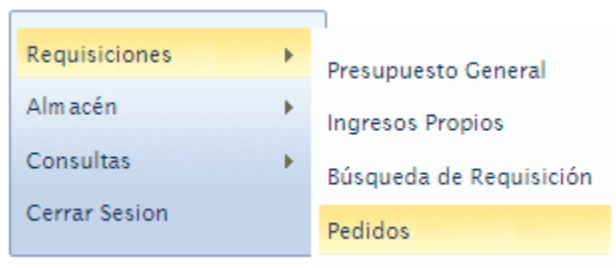 Requisiciones
Almacén
Consultas
Cerrar Sesion
Presupuesto General
Ingresos Propios
Búsqueda de Requisición
Pedidos